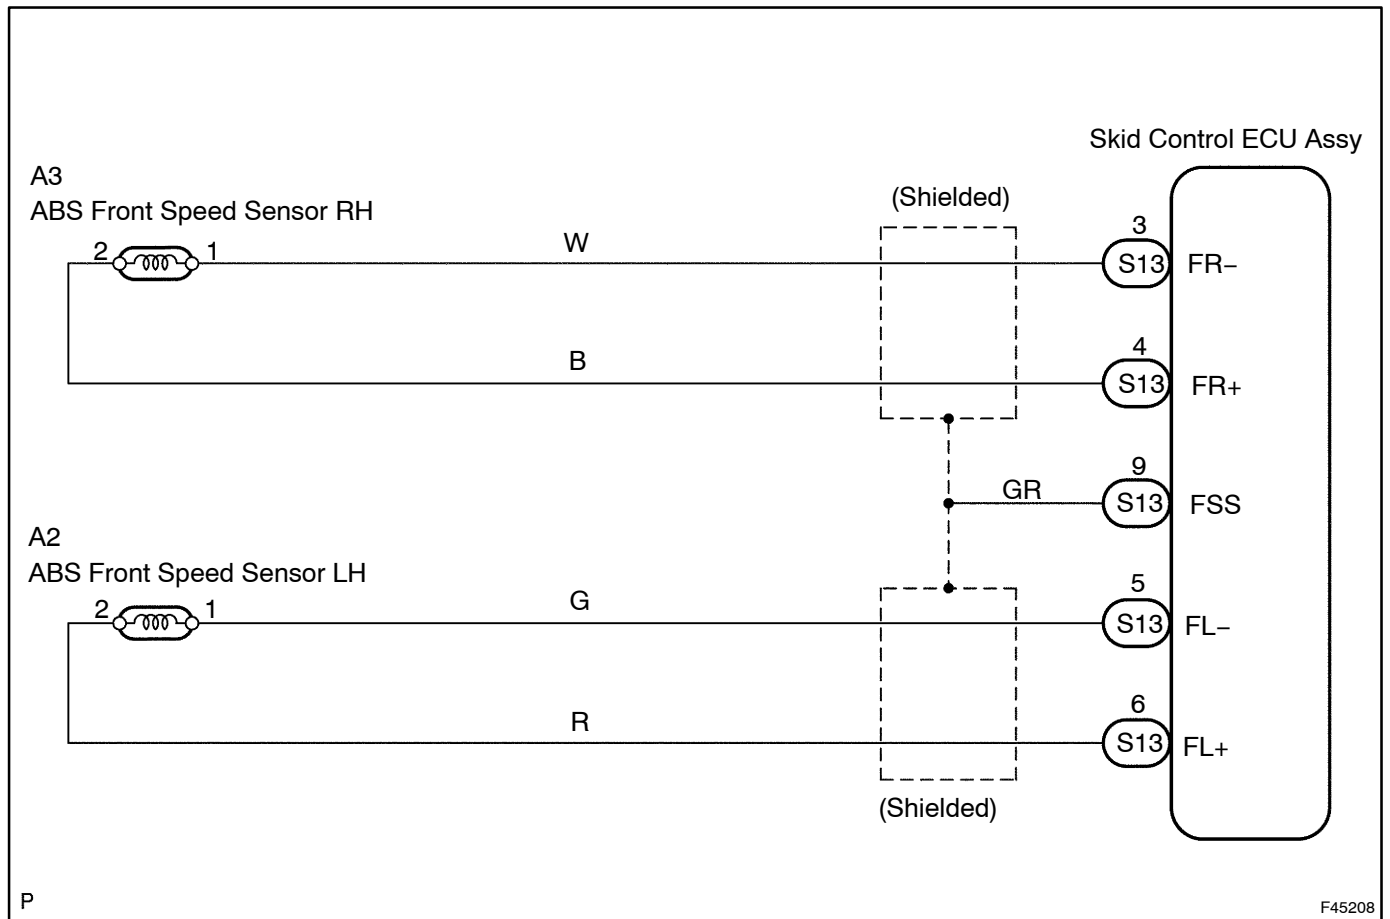 Skid Control ECU Assy
A3
ABS Front Speed Sensor RH
(Shielded)
2 1
W
3
S13 FR−
B
4
S13 FR+
GR
9
S13 FSS
A2
ABS Front Speed Sensor LH
2 1
G
5
S13 FL−
R
6
S13 FL+
(Shielded)
P
F45208